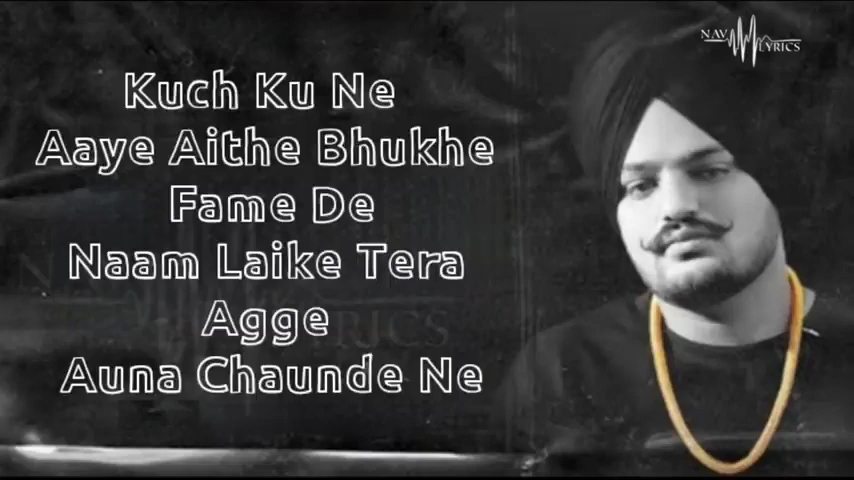 NAV LYRICS
Kuch Ku Ne
Aaye Aithe Bhukhe
Fame De
Naam Laike Tera
Agge
Auna Chaunde Ne